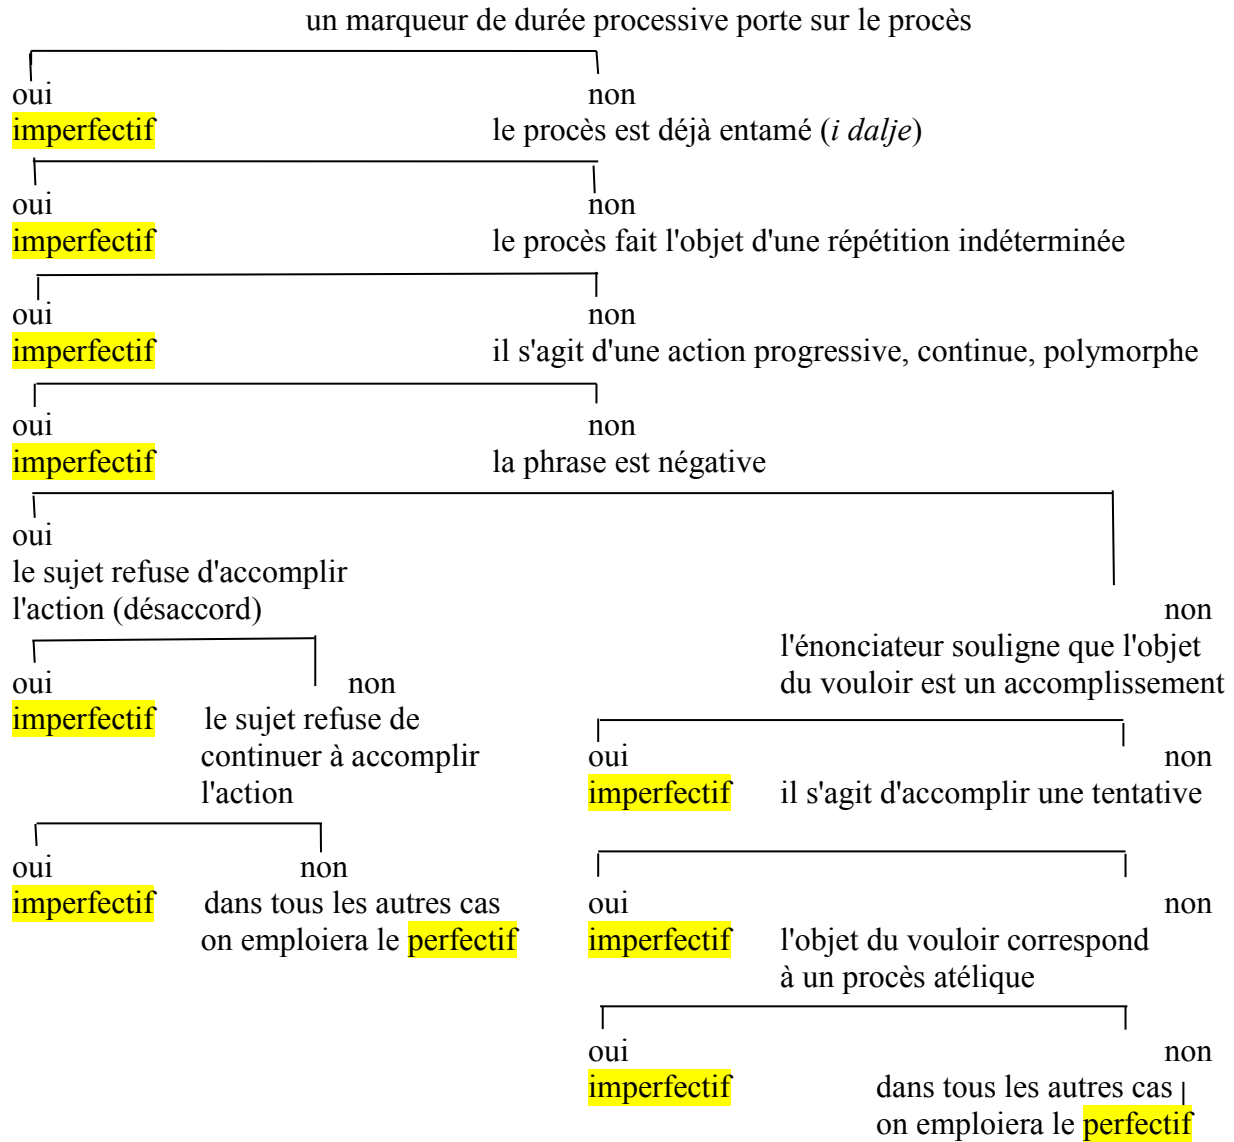 un marqueur de durée processive porte sur le procès
oui non
imperfectif le procès est déjà entamé (i dalje)
oui non
imperfectif le procès fait l'objet d'une répétition indéterminée
oui non
imperfectif il s'agit d'une action progressive, continue, polymorphe
oui non
imperfectif la phrase est négative
oui
le sujet refuse d'accomplir
l'action (désaccord) non
l'énonciateur souligne que l'objet
oui non du vouloir est un accomplissement
imperfectif le sujet refuse de
continuer à accomplir oui non
l'action imperfectif il s'agit d'accomplir une tentative
oui non
imperfectif dans tous les autres cas oui non
on emploiera le perfectif imperfectif l'objet du vouloir correspond
à un procès atélique
oui non
imperfectif dans tous les autres cas
on emploiera le perfectif